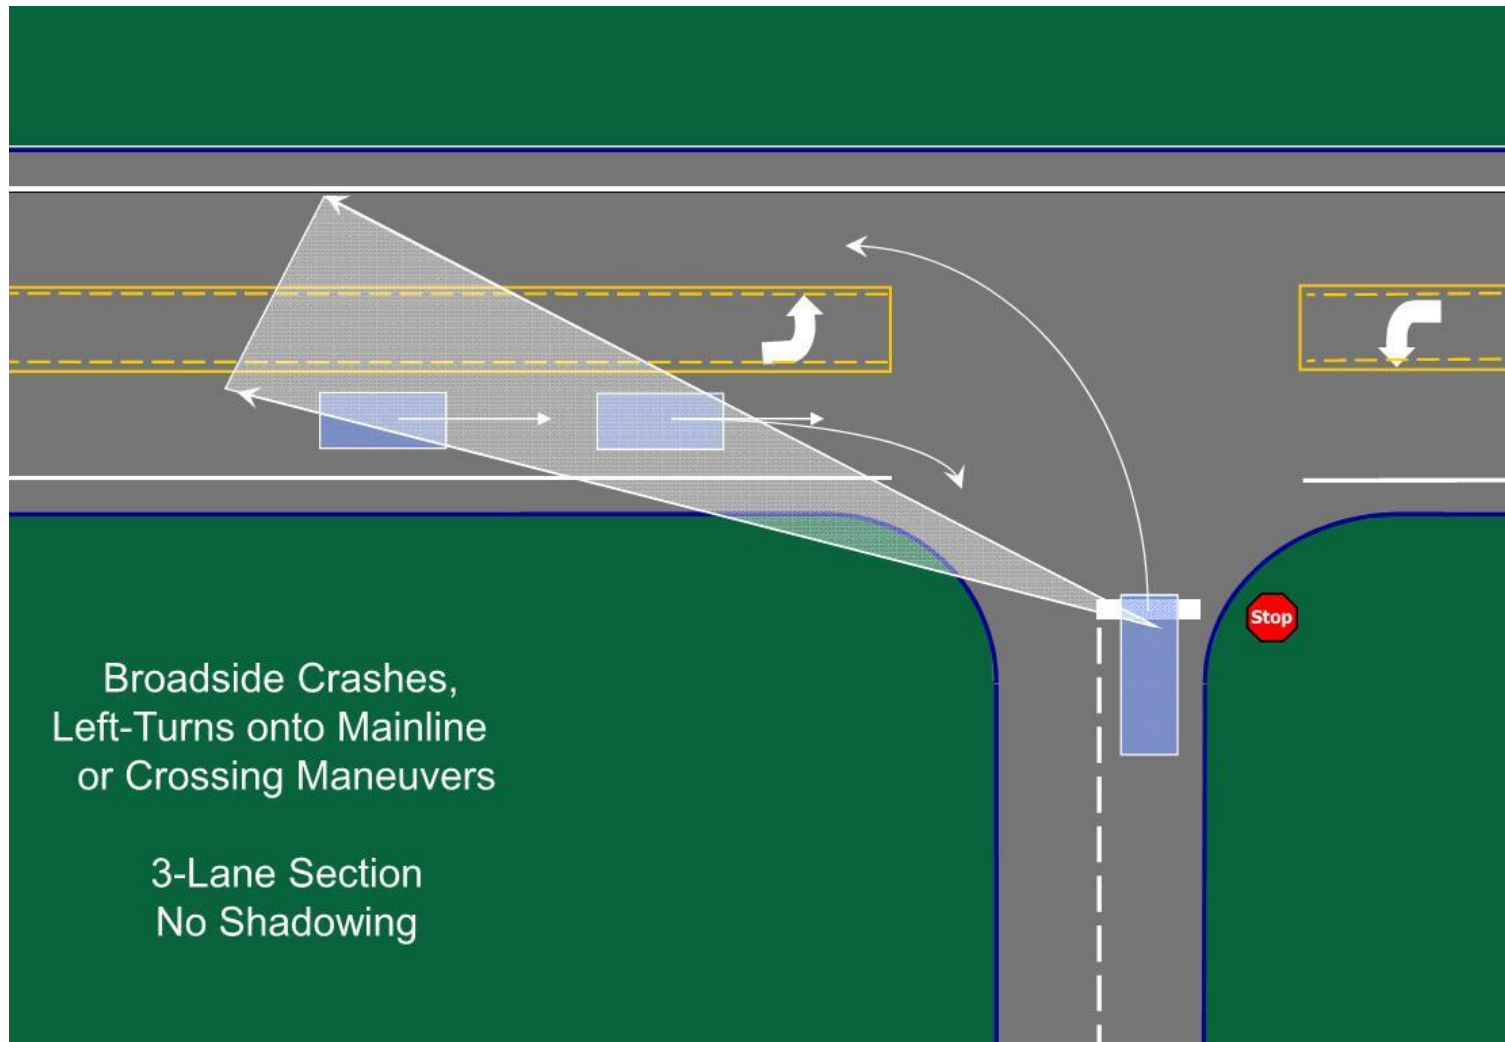 Stop
Broadside Crashes,
Left-Turns onto Mainline
or Crossing Maneuvers
3-Lane Section
No Shadowing